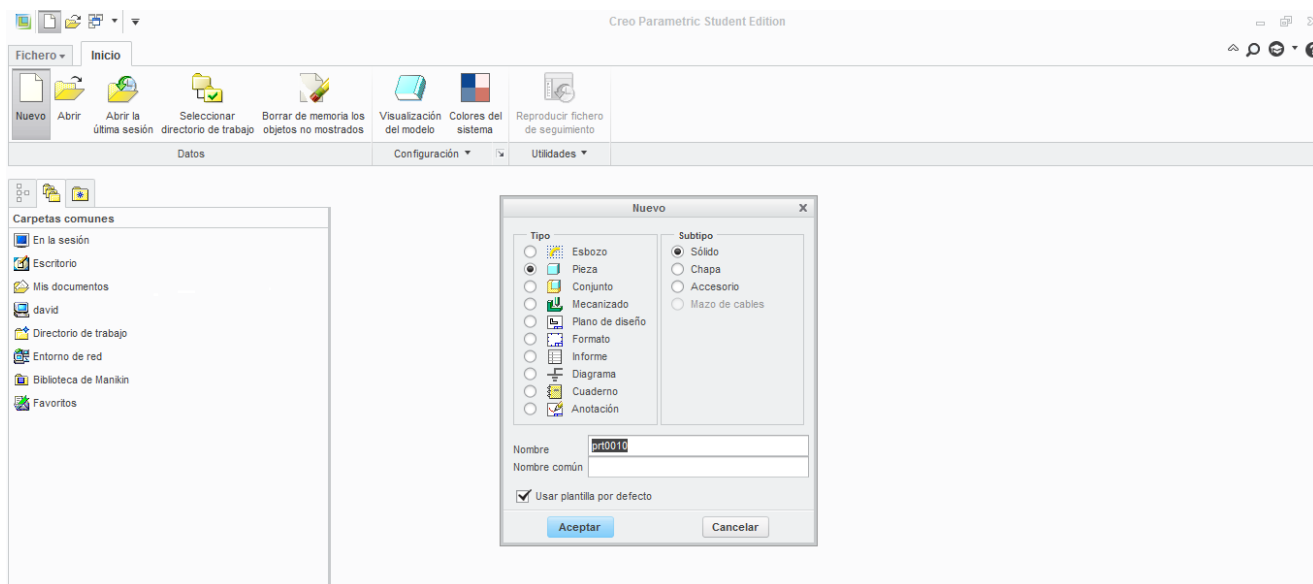 Creo Parametric Student Edition
Fichero
Inicio
Nuevo
Abrir
Abrir la
última sesión
Seleccionar
directorio de trabajo
Borrar de memoria los
objetos no mostrados
Visualización
del modelo
Colores del
sistema
Reproducir fichero
de seguimiento
Datos
Configuración
Utilidades
Carpetas comunes
En la sesión
Escritorio
Mis documentos
david
Directorio de trabajo
Entorno de red
Biblioteca de Manikin
Favoritos
Nuevo
Tipo
Esbozo
Pieza
Conjunto
Mecanizado
Plano de diseño
Formato
Informe
Diagrama
Cuaderno
Anotación
Subtipo
Sólido
Chapa
Accesorio
Mazo de cables
Nombre
prt0010
Nombre común
Usar plantilla por defecto
Aceptar
Cancelar